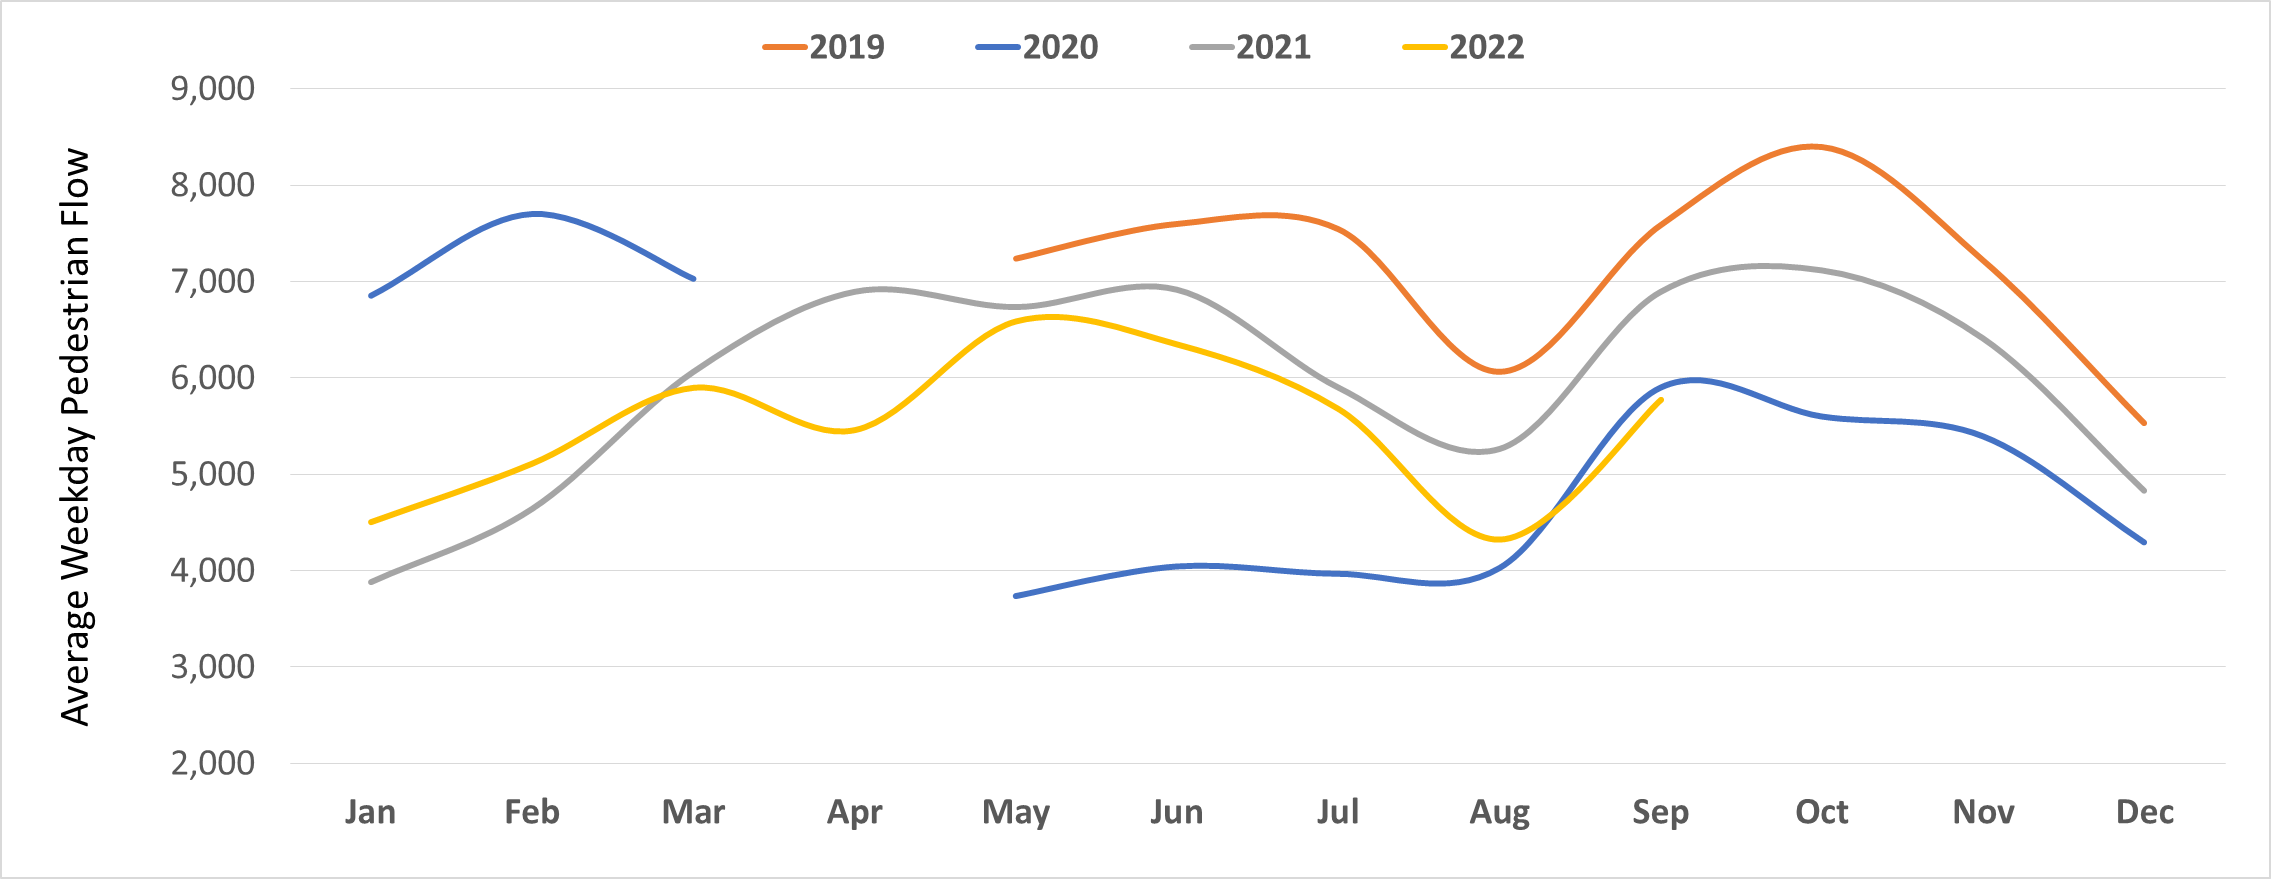 2019 2020 2021 2022
Average Weekday Pedestrian Flow
9,000
8,000
7,000
6,000
5,000
4,000
3,000
2,000
Jan Feb Mar Apr May Jun Jul Aug Sep Oct Nov Dec